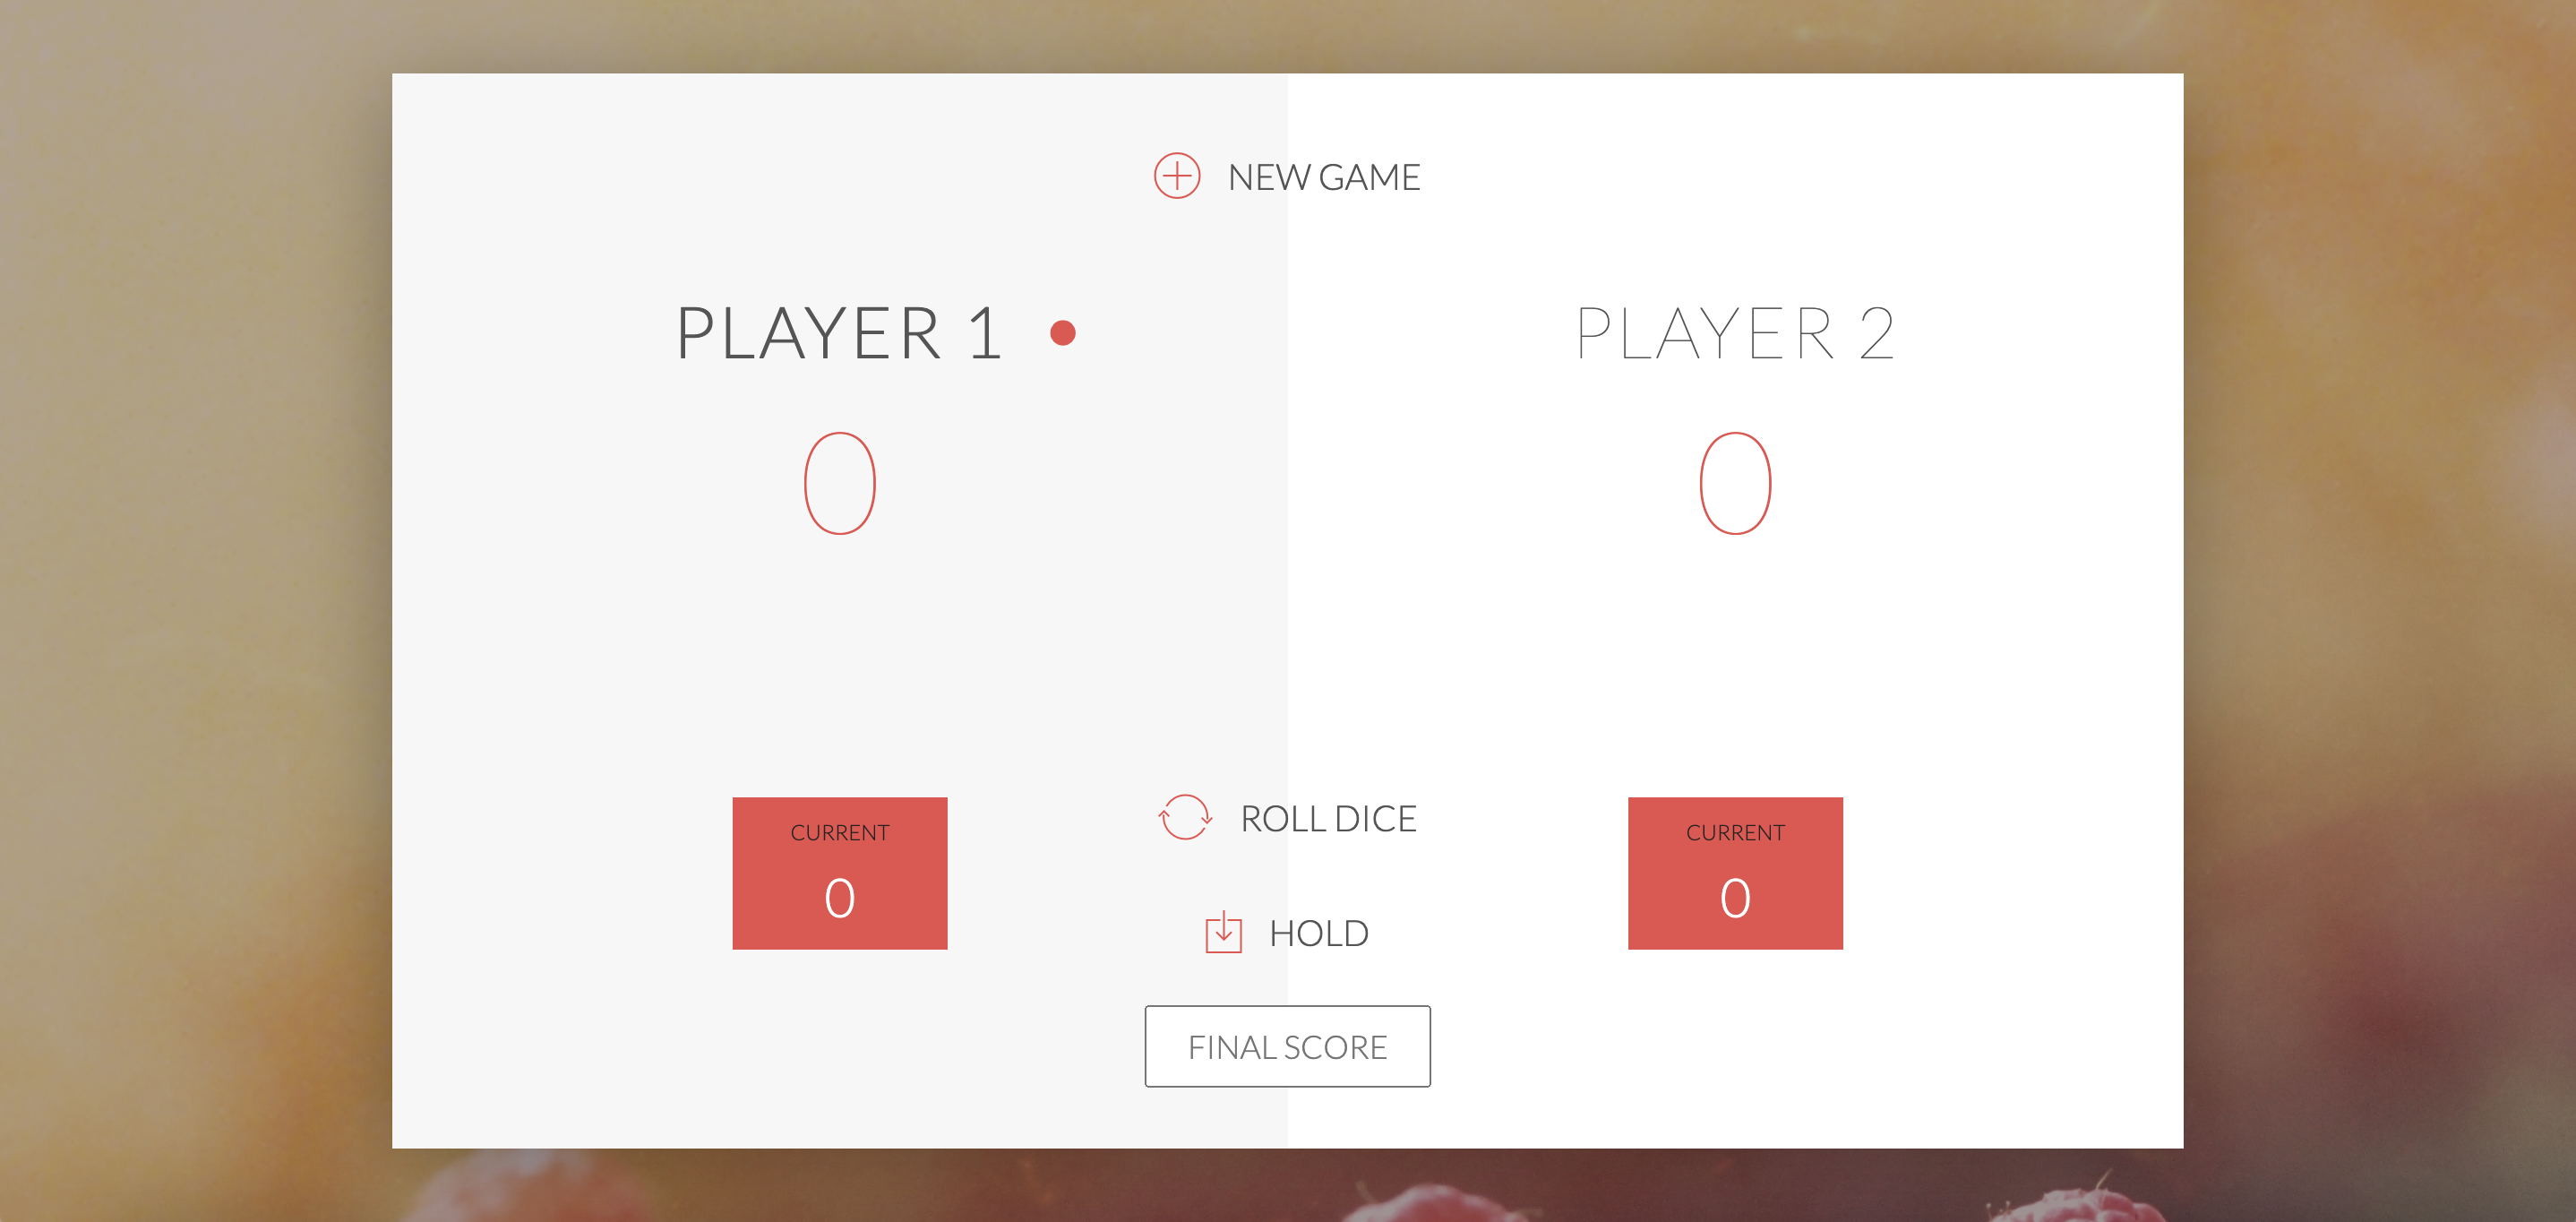 NEW GAME
PLAYER 1
PLAYER 2
0
0
CURRENT
0
ROLL DICE
HOLD
CURRENT
0
FINAL SCORE